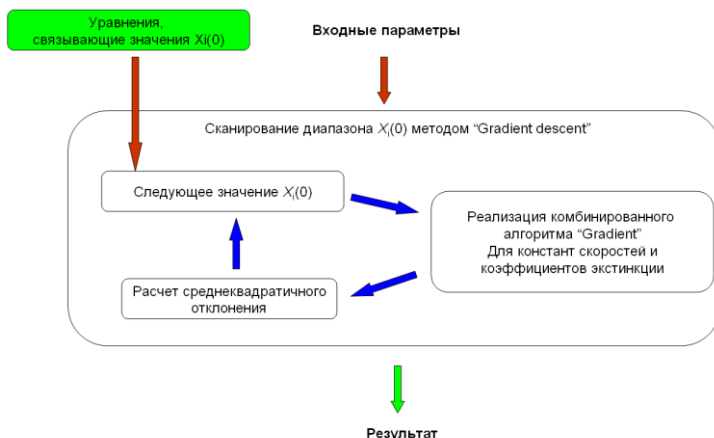 Уравнения,
связывающие значения Xi(0)
Входные параметры
Сканирование диапазона Xi(0) методом “Gradient descent”
Следующее значение Xi(0)
Реализация комбинированного
алгоритма “Gradient”
Для констант скоростей и
коэффициентов экстинкции
Расчет среднеквадратичного
отклонения
Результат